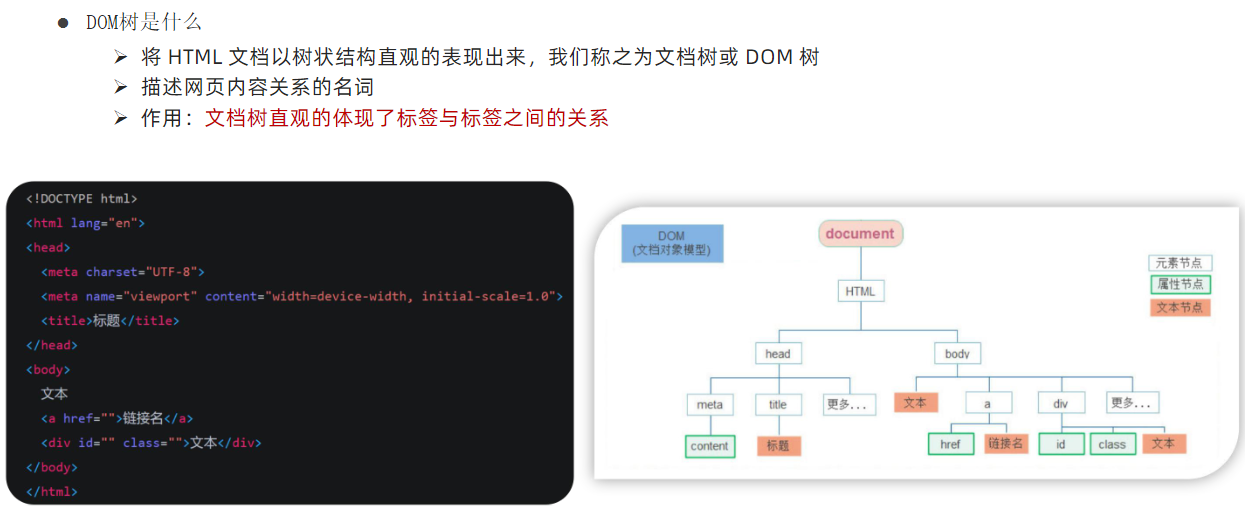 DOM树是什么
将 HTML 文档以树状结构直观的表现出来，我们称之为文档树或 DOM 树
描述网页内容关系的名词
作用：文档树直观的体现了标签与标签之间的关系
<!DOCTYPE html>
<html lang="en">
<head>
<meta charset="UTF-8">
<meta name="viewport" content="width=device-width, initial-scale=1.0">
<title>标题</title>
</head>
<body>
文本
<a href="">链接名</a>
<div id="" class="">文本</div>
</body>
</html>
DOM
(文档对象模型)
document
元素节点
属性节点
文本节点
HTML
head
body
meta
title
更多...
文本
a
div
更多...
content
标题
href
链接名
id
class
文本